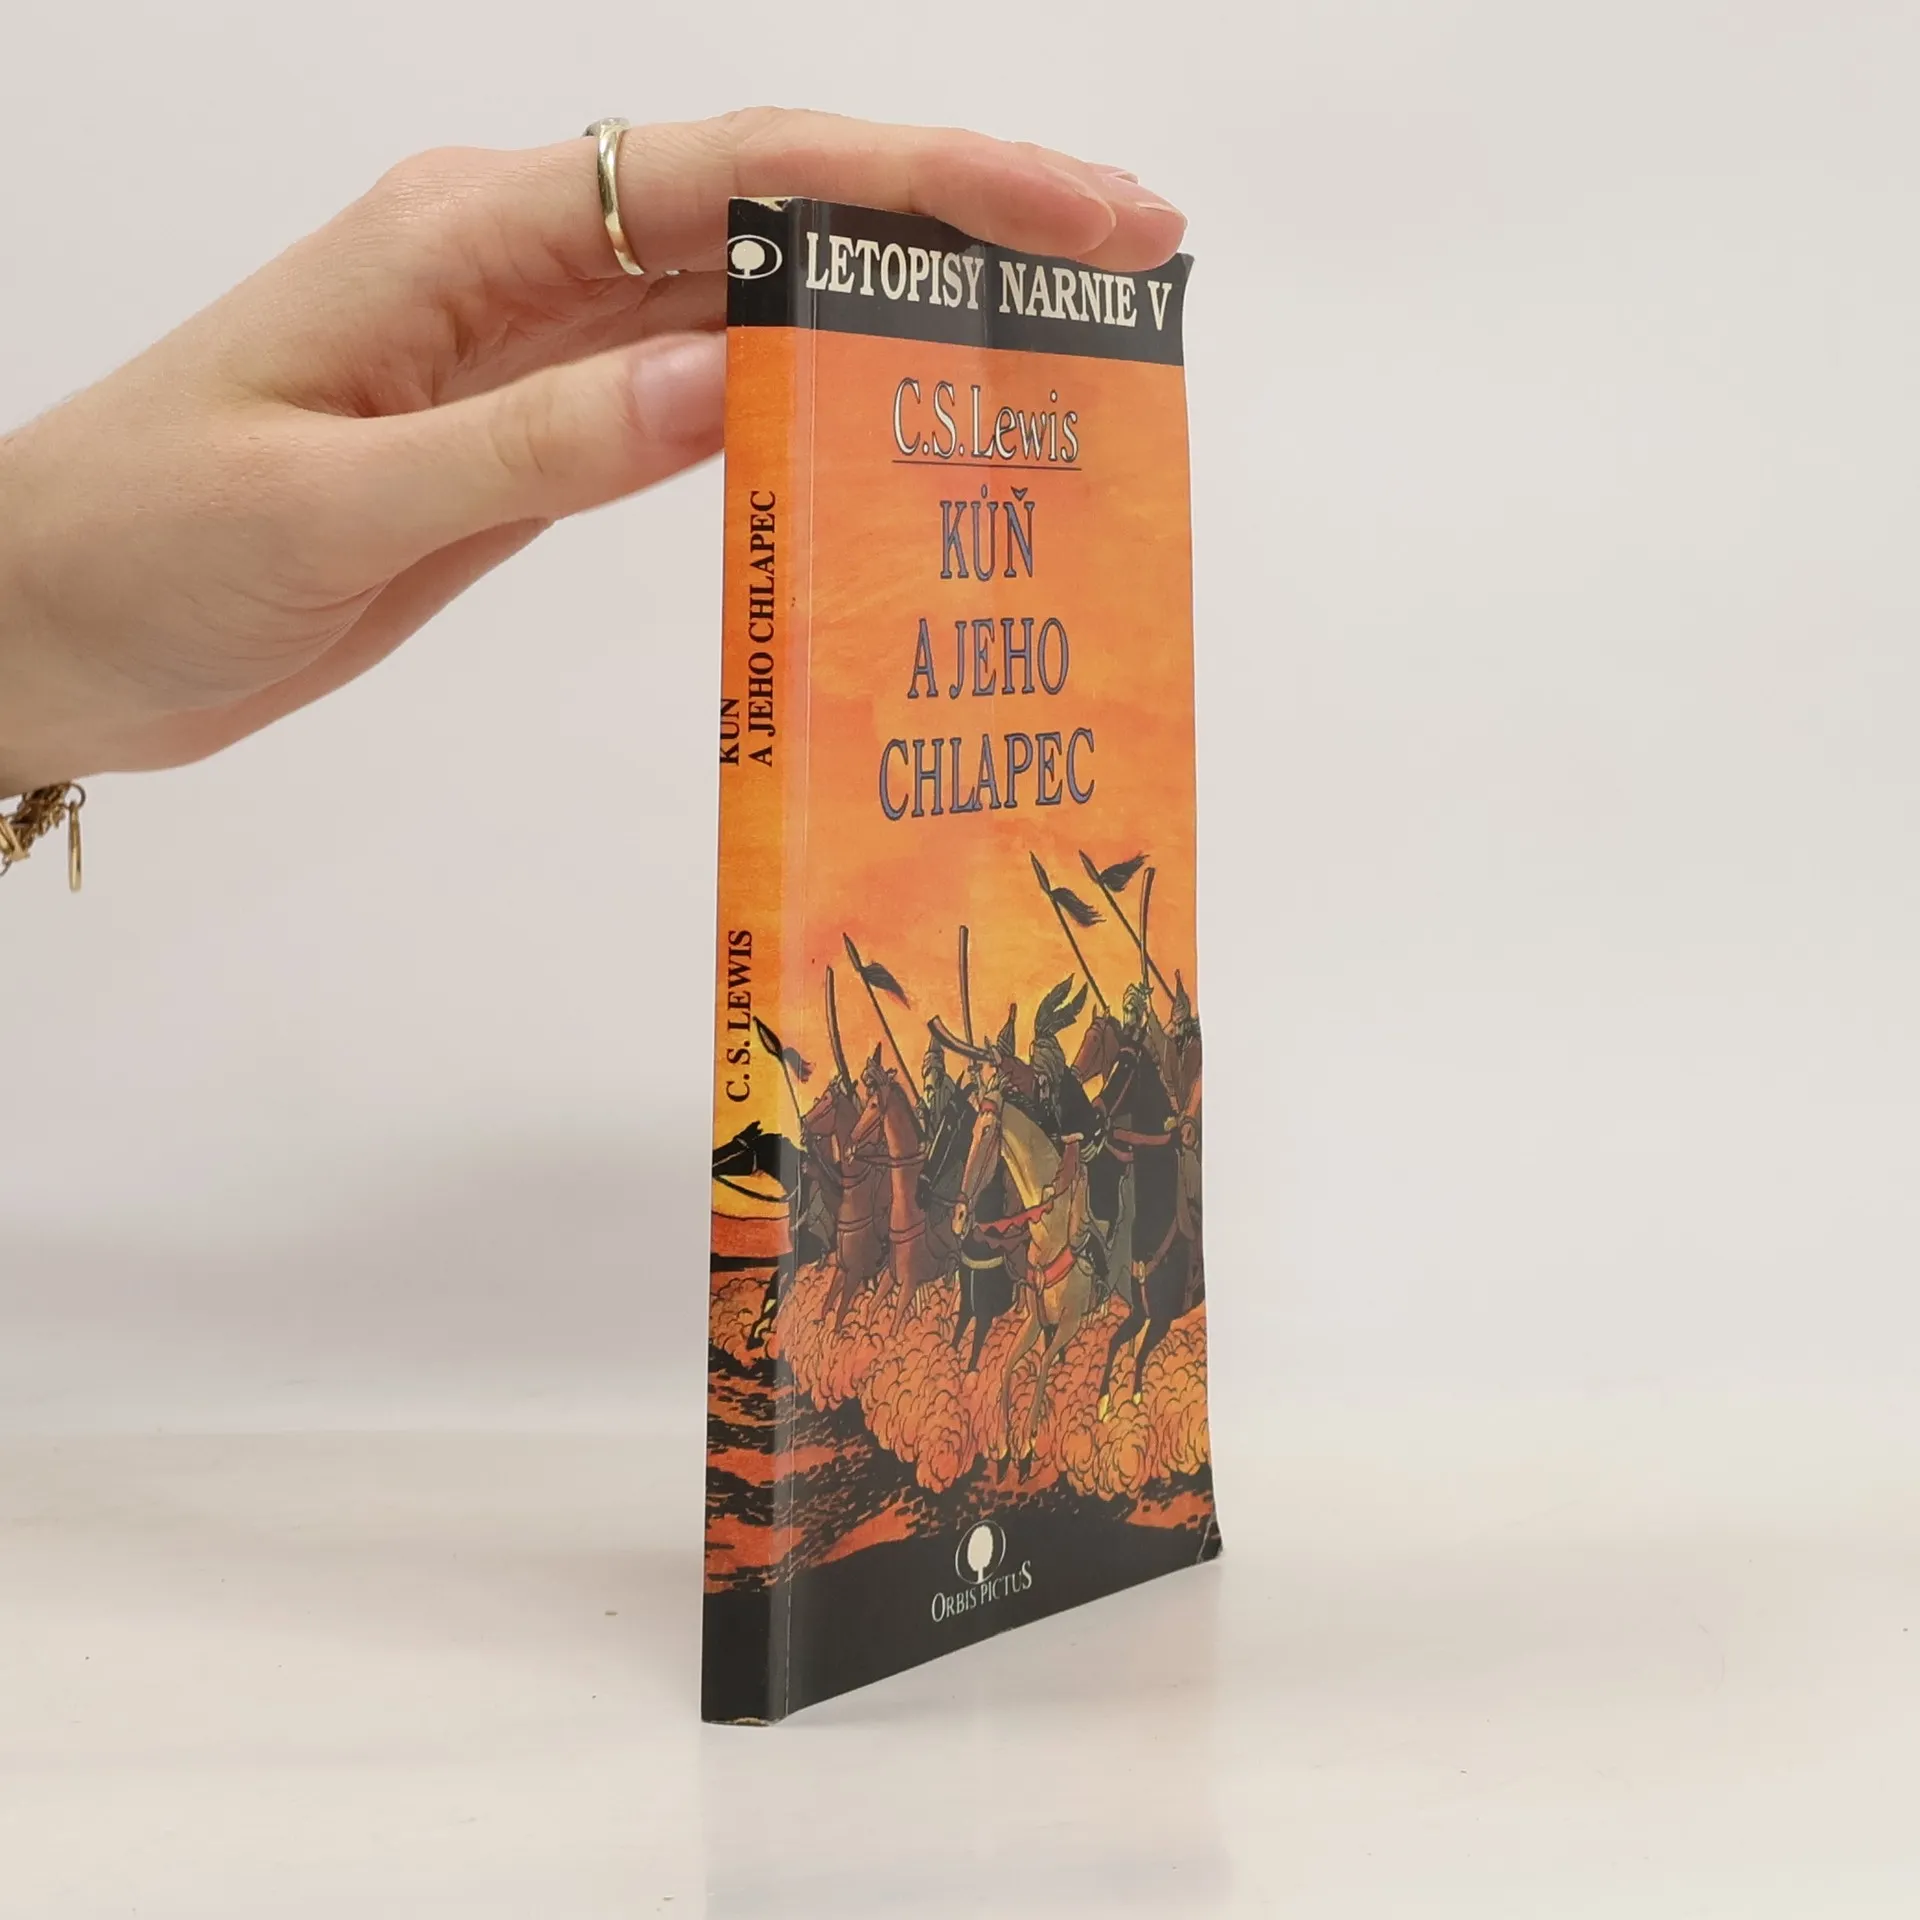 LETOPISY NARNIE V
C.S. Lewis
KŮŇ
A JEHO
CHLAPEC
ORBIS PICTUS
C. S. LEWIS
KŮŇ
A JEHO CHLAPEC